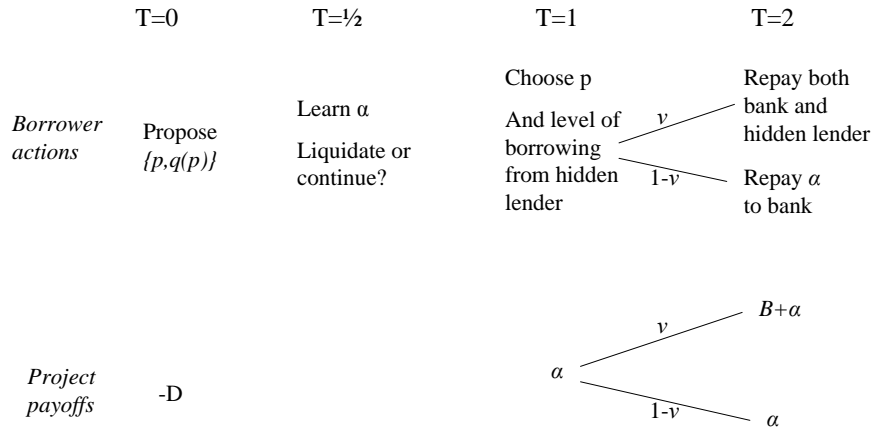 T=0 T=½ T=1 T=2
Borrower actions
Propose
{p,q(p)}
Learn α
Liquidate or
continue?
Choose p
And level of
borrowing
from hidden
lender
v
1-v
Repay both
bank and
hidden lender
Repay α
to bank
Project
payoffs
-D
α
v
1-v
B+α
α